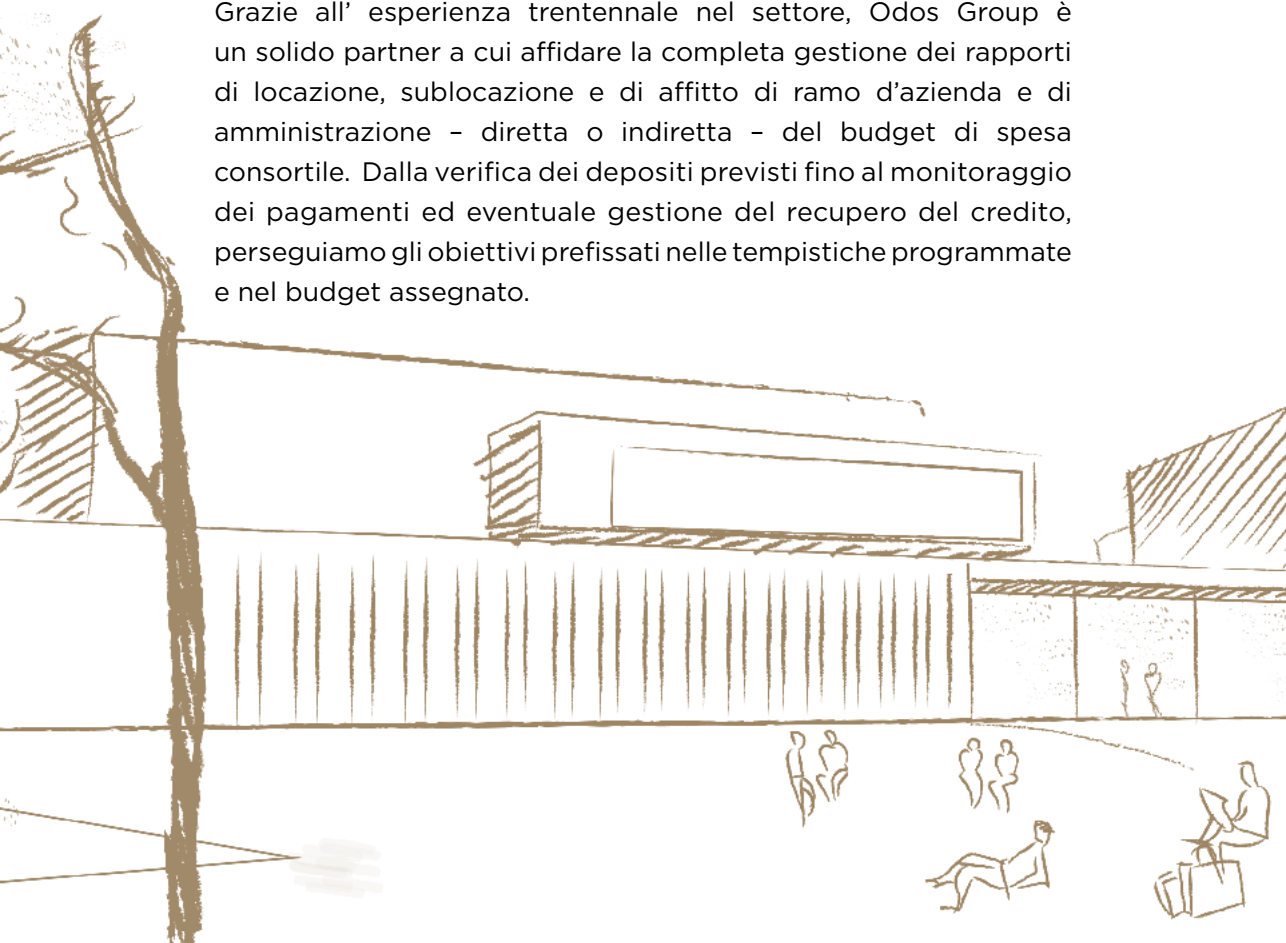 Grazie all’ esperienza trentennale nel settore, Odos Group è
un solido partner a cui affidare la completa gestione dei rapporti
di locazione, sublocazione e di affitto di ramo d’azienda e di
amministrazione – diretta o indiretta – del budget di spesa
consortile. Dalla verifica dei depositi previsti fino al monitoraggio
dei pagamenti ed eventuale gestione del recupero del credito,
perseguiamo gli obiettivi prefissati nelle tempistiche programmate
e nel budget assegnato.